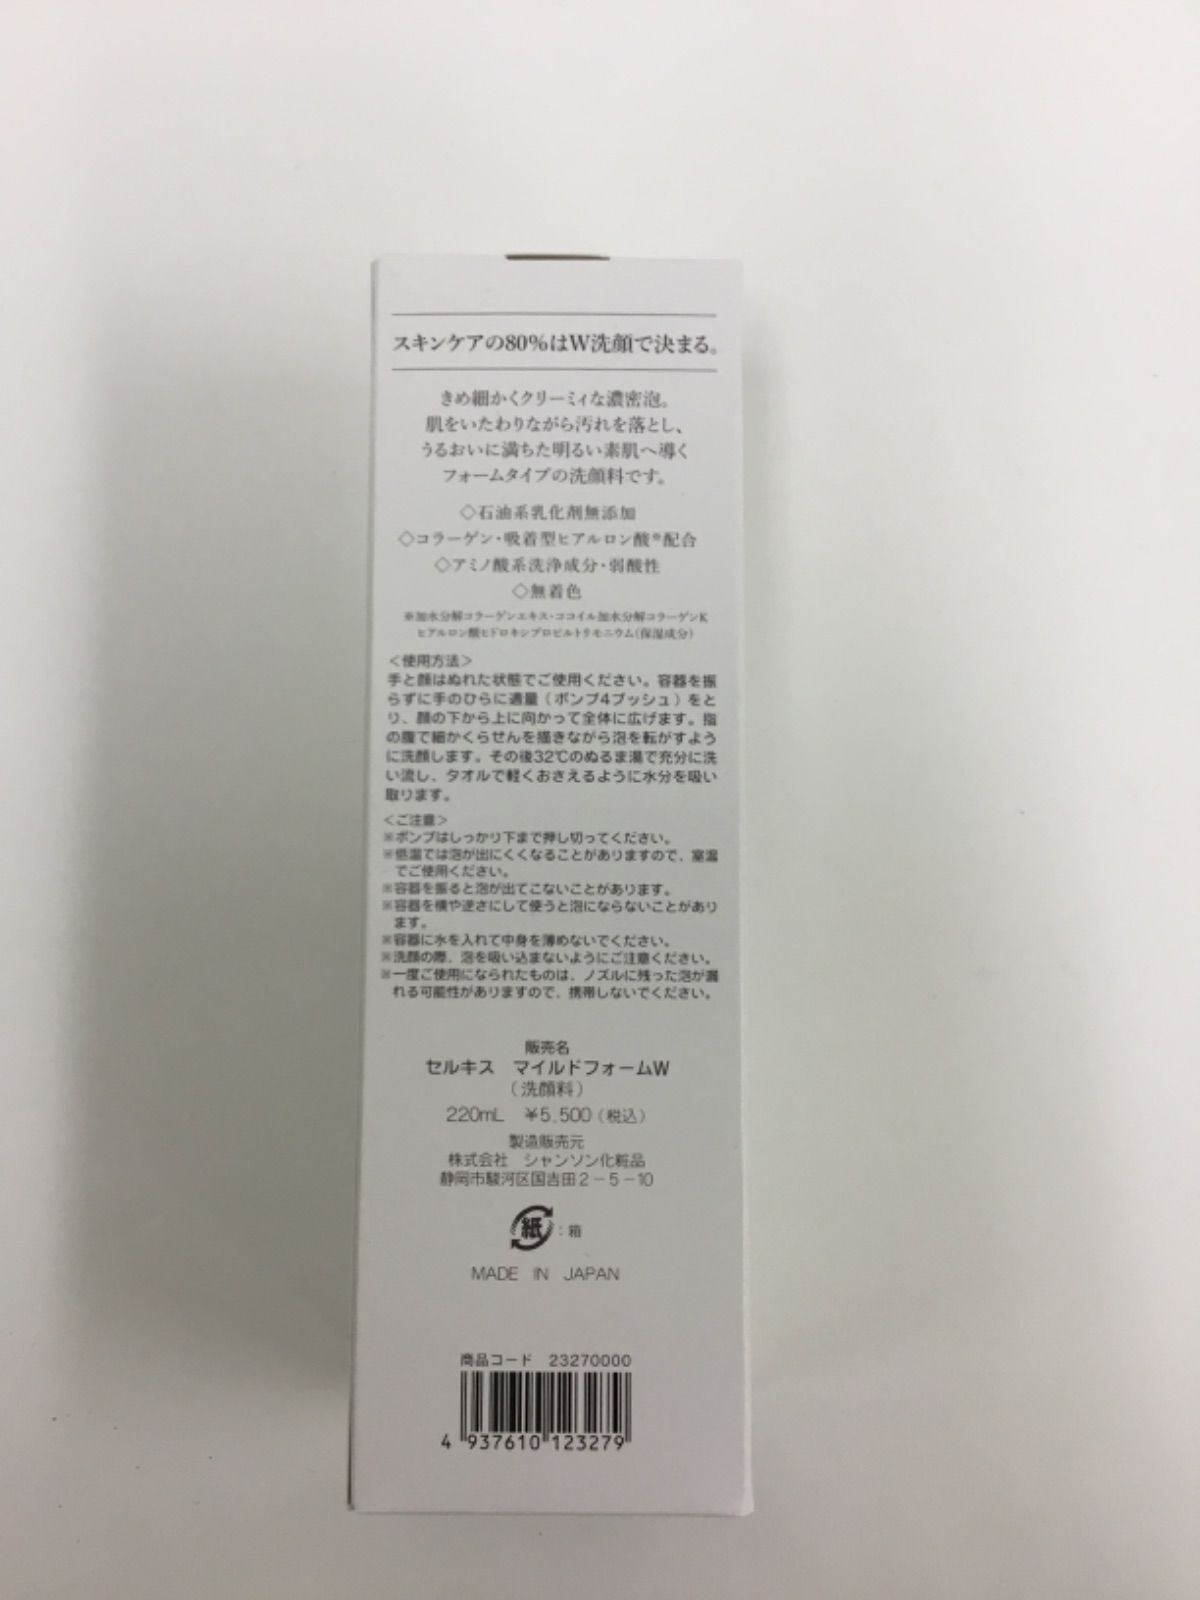 スキンケアの80%はW洗顔で決まる。
きめ細かくクリーミィな濃密泡。
肌をいたわりながら汚れを落とし、
うるおいに満ちた明るい素肌へ導く
フォームタイプの洗顔料です。
◇石油系乳化剤無添加
◇コラーゲン・吸着型ヒアルロン酸※配合
◇アミノ酸系洗浄成分・弱酸性
◇無着色
※加水分解コラーゲンエキス・ココイル加水分解コラーゲンK
ヒアルロン酸ヒドロキシプロピルトリモニウム（保湿成分）
＜使用方法＞
手と顔はぬれた状態でご使用ください。容器を振
らずに手のひらに適量（ポンプ4プッシュ）をと
り、顔の下から上に向かって全体に広げます。指
の腹で細かくらせんを描きながら泡を転がすよう
に洗顔します。その後32℃のぬるま湯で充分に洗
い流し、タオルで軽くおさえるように水分を吸い
取ります。
＜ご注意＞
※ポンプはしっかり下まで押し切ってください。
※低温では泡が出にくくなることがありますので、室温
でご使用ください。
※容器を振ると泡が出てこないことがあります。
※容器を横や逆さにして使うと泡にならないことがあり
ます。
※容器に水を入れて中身を薄めないでください。
※洗顔の際、泡を吸い込まないようにご注意ください。
※一度ご使用になられたものは、ノズルに残った泡が漏
れる可能性がありますので、携帯しないでください。
販売名
セルキス　マイルドフォームW
（洗顔料）
220mL　¥5,500（税込）
製造販売元
株式会社　シャンソン化粧品
静岡市駿河区国吉田2－5－10
紙：箱
MADE IN JAPAN
商品コード　23270000
4 937610 123279